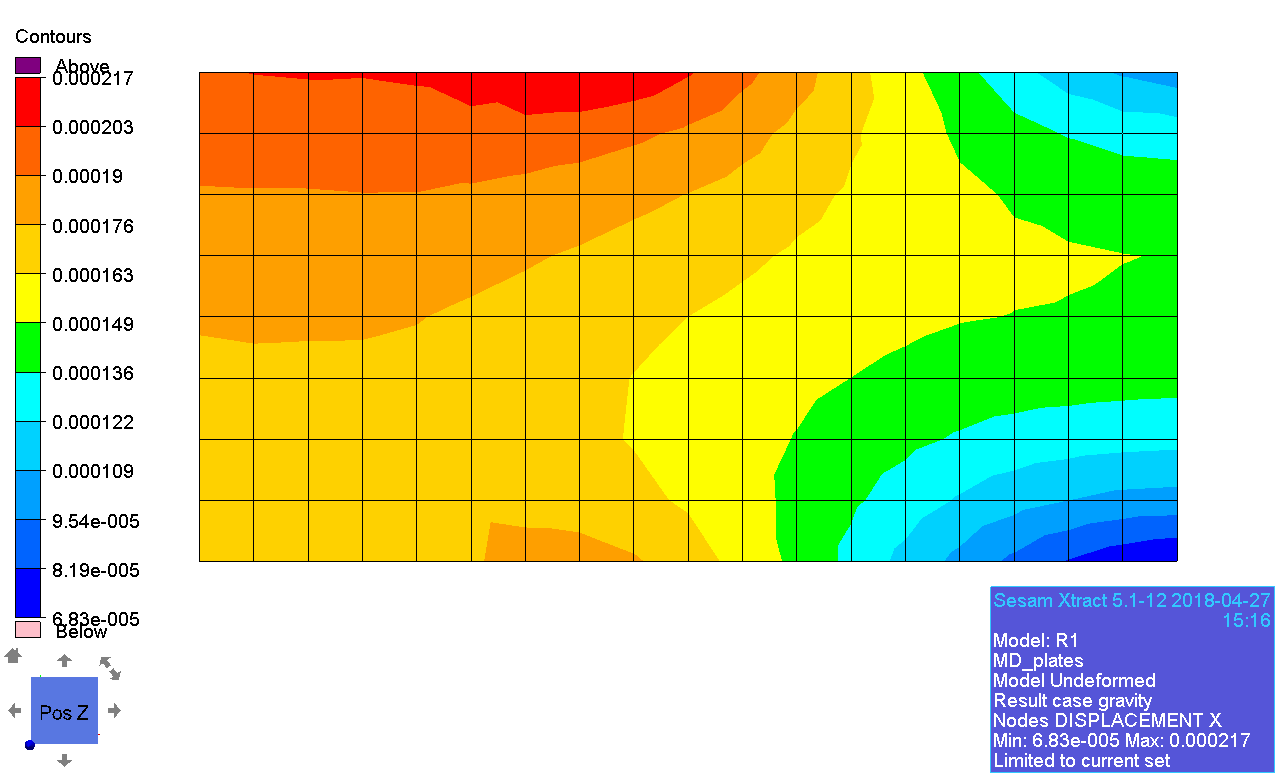 Contours
Above
0.000217
0.000203
0.00019
0.000176
0.000163
0.000149
0.000136
0.000122
0.000109
9.54e-005
8.19e-005
6.83e-005
Below
Pos Z
Sesam Xtract 5.1-12 2018-04-27
15:16
Model: R1
MD_plates
Model Undeformed
Result case gravity
Nodes DISPLACEMENT X
Min: 6.83e-005 Max: 0.000217
Limited to current set